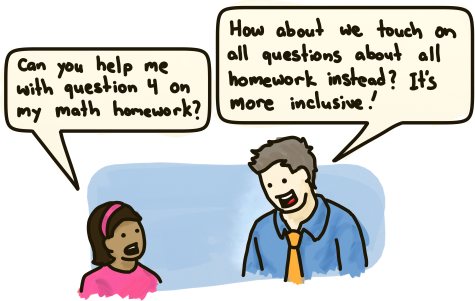 Can you help me
with question 4 on
my math homework?
How about we touch on
all questions about all
homework instead? It's
more inclusive!